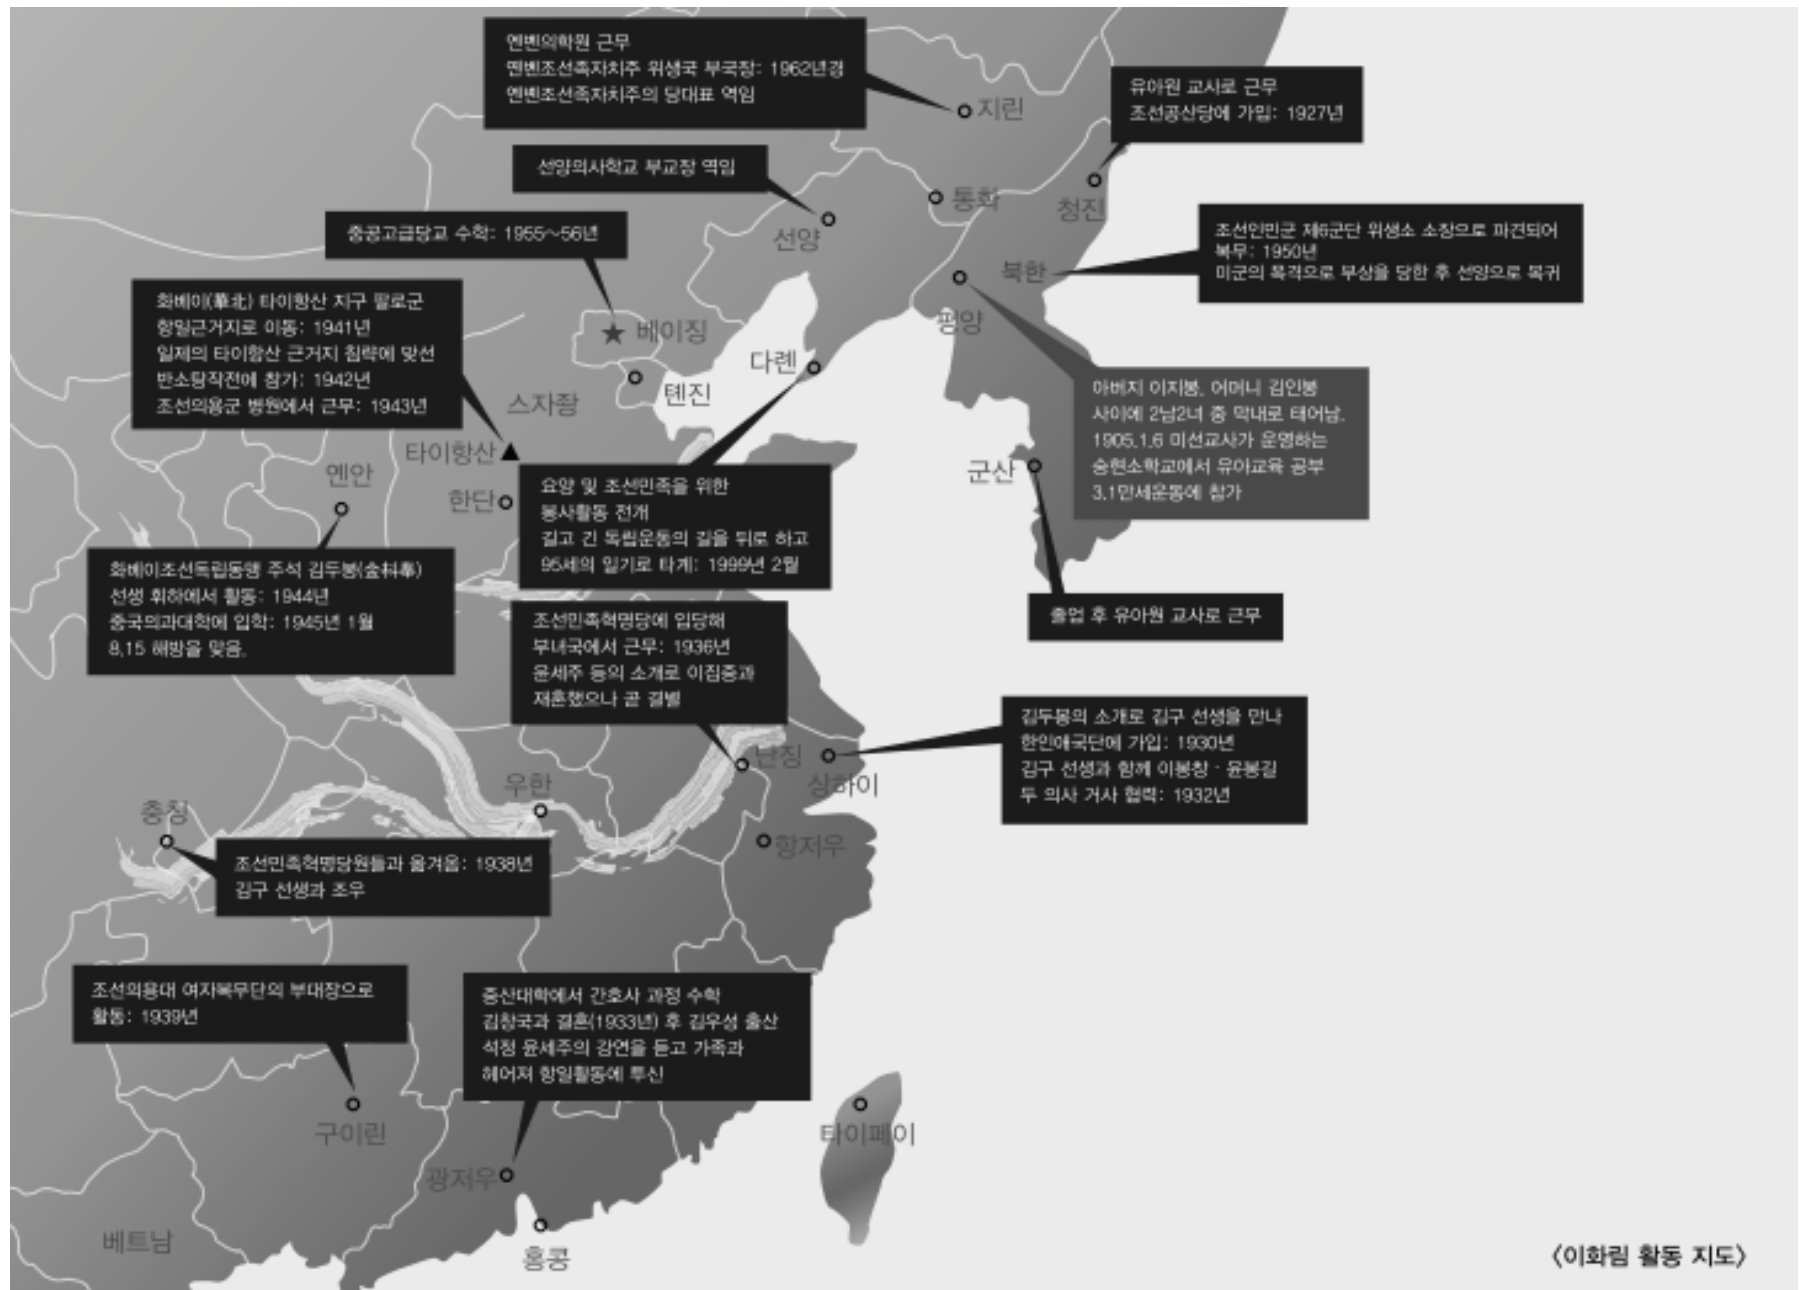 옌벤의학원 근무
옌벤조선족자치주 위생국 부국장: 1962년경
옌벤조선족자치주의 당대표 역임
지린
유아원 교사로 근무
조선공산당에 가입: 1927년
청진
선양의사학교 부교장 역임
선양
통화
중공고급당교 수학: 1955~56년
베이징
조선인민군 제6군단 위생소 소장으로 파견되어
복무: 1950년
미군의 폭격으로 부상을 당한 후 선양으로 복귀
북한
평양
화베이(華北) 타이항산 지구 팔로군
항일근거지로 이동: 1941년
일제의 타이항산 근거지 침략에 맞선
반소탕작전에 참가: 1942년
조선의용군 병원에서 근무: 1943년
다롄
톈진
스자좡
타이항산
아버지 이지봉, 어머니 김인봉
사이에 2남2녀 중 막내로 태어남.
1905.1.6 미선교사가 운영하는
숭현소학교에서 유아교육 공부
3.1만세운동에 참가
군산
옌안
한단
요양 및 조선민족을 위한
봉사활동 전개
길고 긴 독립운동의 길을 뒤로 하고
95세의 일기로 타계: 1999년 2월
화베이조선독립동맹 주석 김두봉(金枓奉)
선생 휘하에서 활동: 1944년
중국의과대학에 입학: 1945년 1월
8.15 해방을 맞음.
졸업 후 유아원 교사로 근무
조선민족혁명당에 입당해
부녀국에서 근무: 1936년
윤세주 등의 소개로 이집중과
재혼했으나 곧 결별
난징
김두봉의 소개로 김구 선생을 만나
한인애국단에 가입: 1930년
김구 선생과 함께 이봉창 · 윤봉길
두 의사 거사 협력: 1932년
상하이
우한
충칭
항저우
조선민족혁명당원들과 옮겨옴: 1938년
김구 선생과 조우
조선의용대 여자복무단의 부대장으로
활동: 1939년
구이린
중산대학에서 간호사 과정 수학
김창국과 결혼(1933년) 후 김우성 출산
석정 윤세주의 강연을 듣고 가족과
헤어져 항일활동에 투신
광저우
타이페이
베트남
홍콩
〈이화림 활동 지도〉